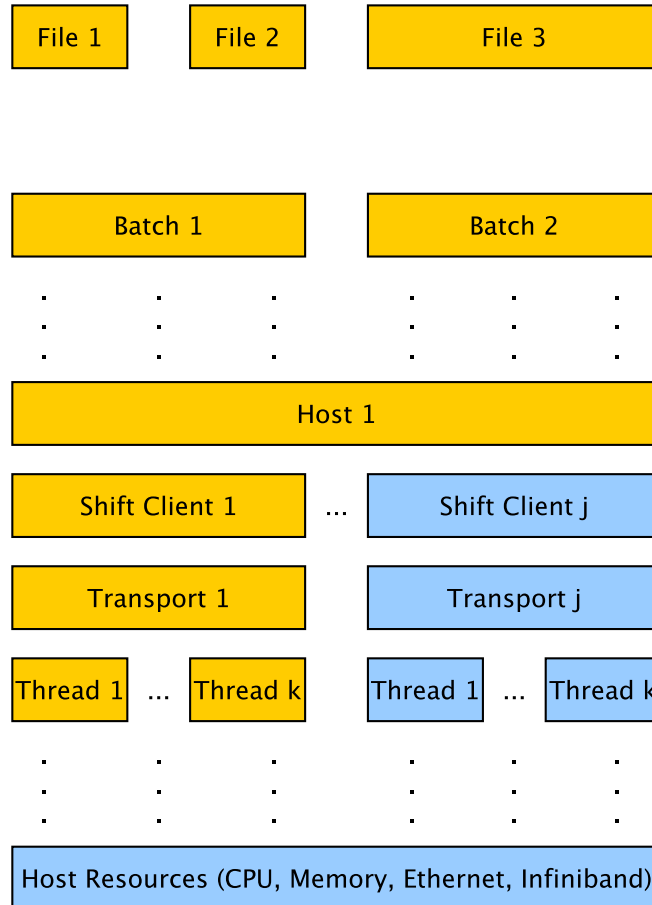 File 1 File 2 File 3
Batch 1 Batch 2
Host 1
Shift Client 1 ... Shift Client j
Transport 1 Transport j
Thread 1 ... Thread k Thread 1 ... Thread k
Host Resources (CPU, Memory, Ethernet, Infiniband)